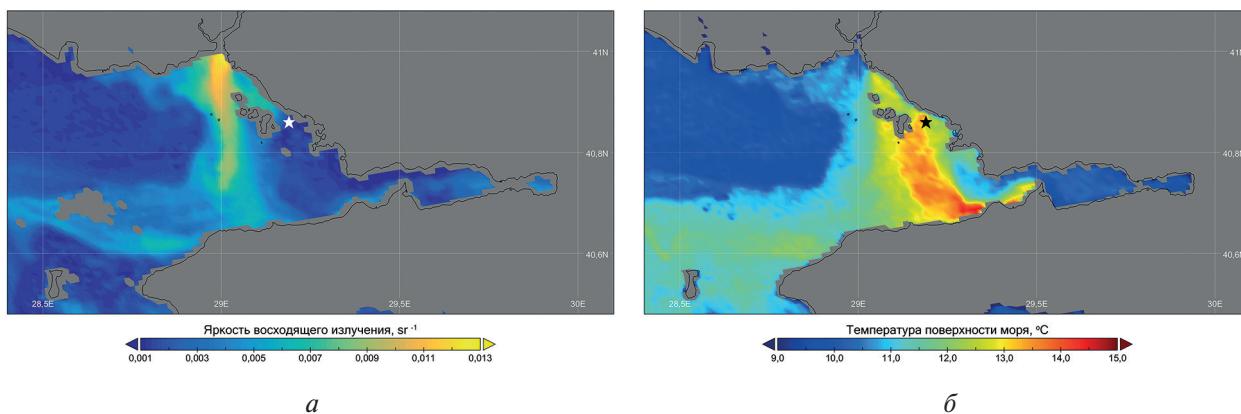 41N
40,8N
40,6N
28,5E 29E 29,5E 30E
Яркость восходящего излучения, sr -1
0,001 0,003 0,005 0,007 0,009 0,011 0,013
а
41N
40,8N
40,6N
28,5E 29E 29,5E 30E
Температура поверхности моря, °C
9,0 10,0 11,0 12,0 13,0 14,0 15,0
б